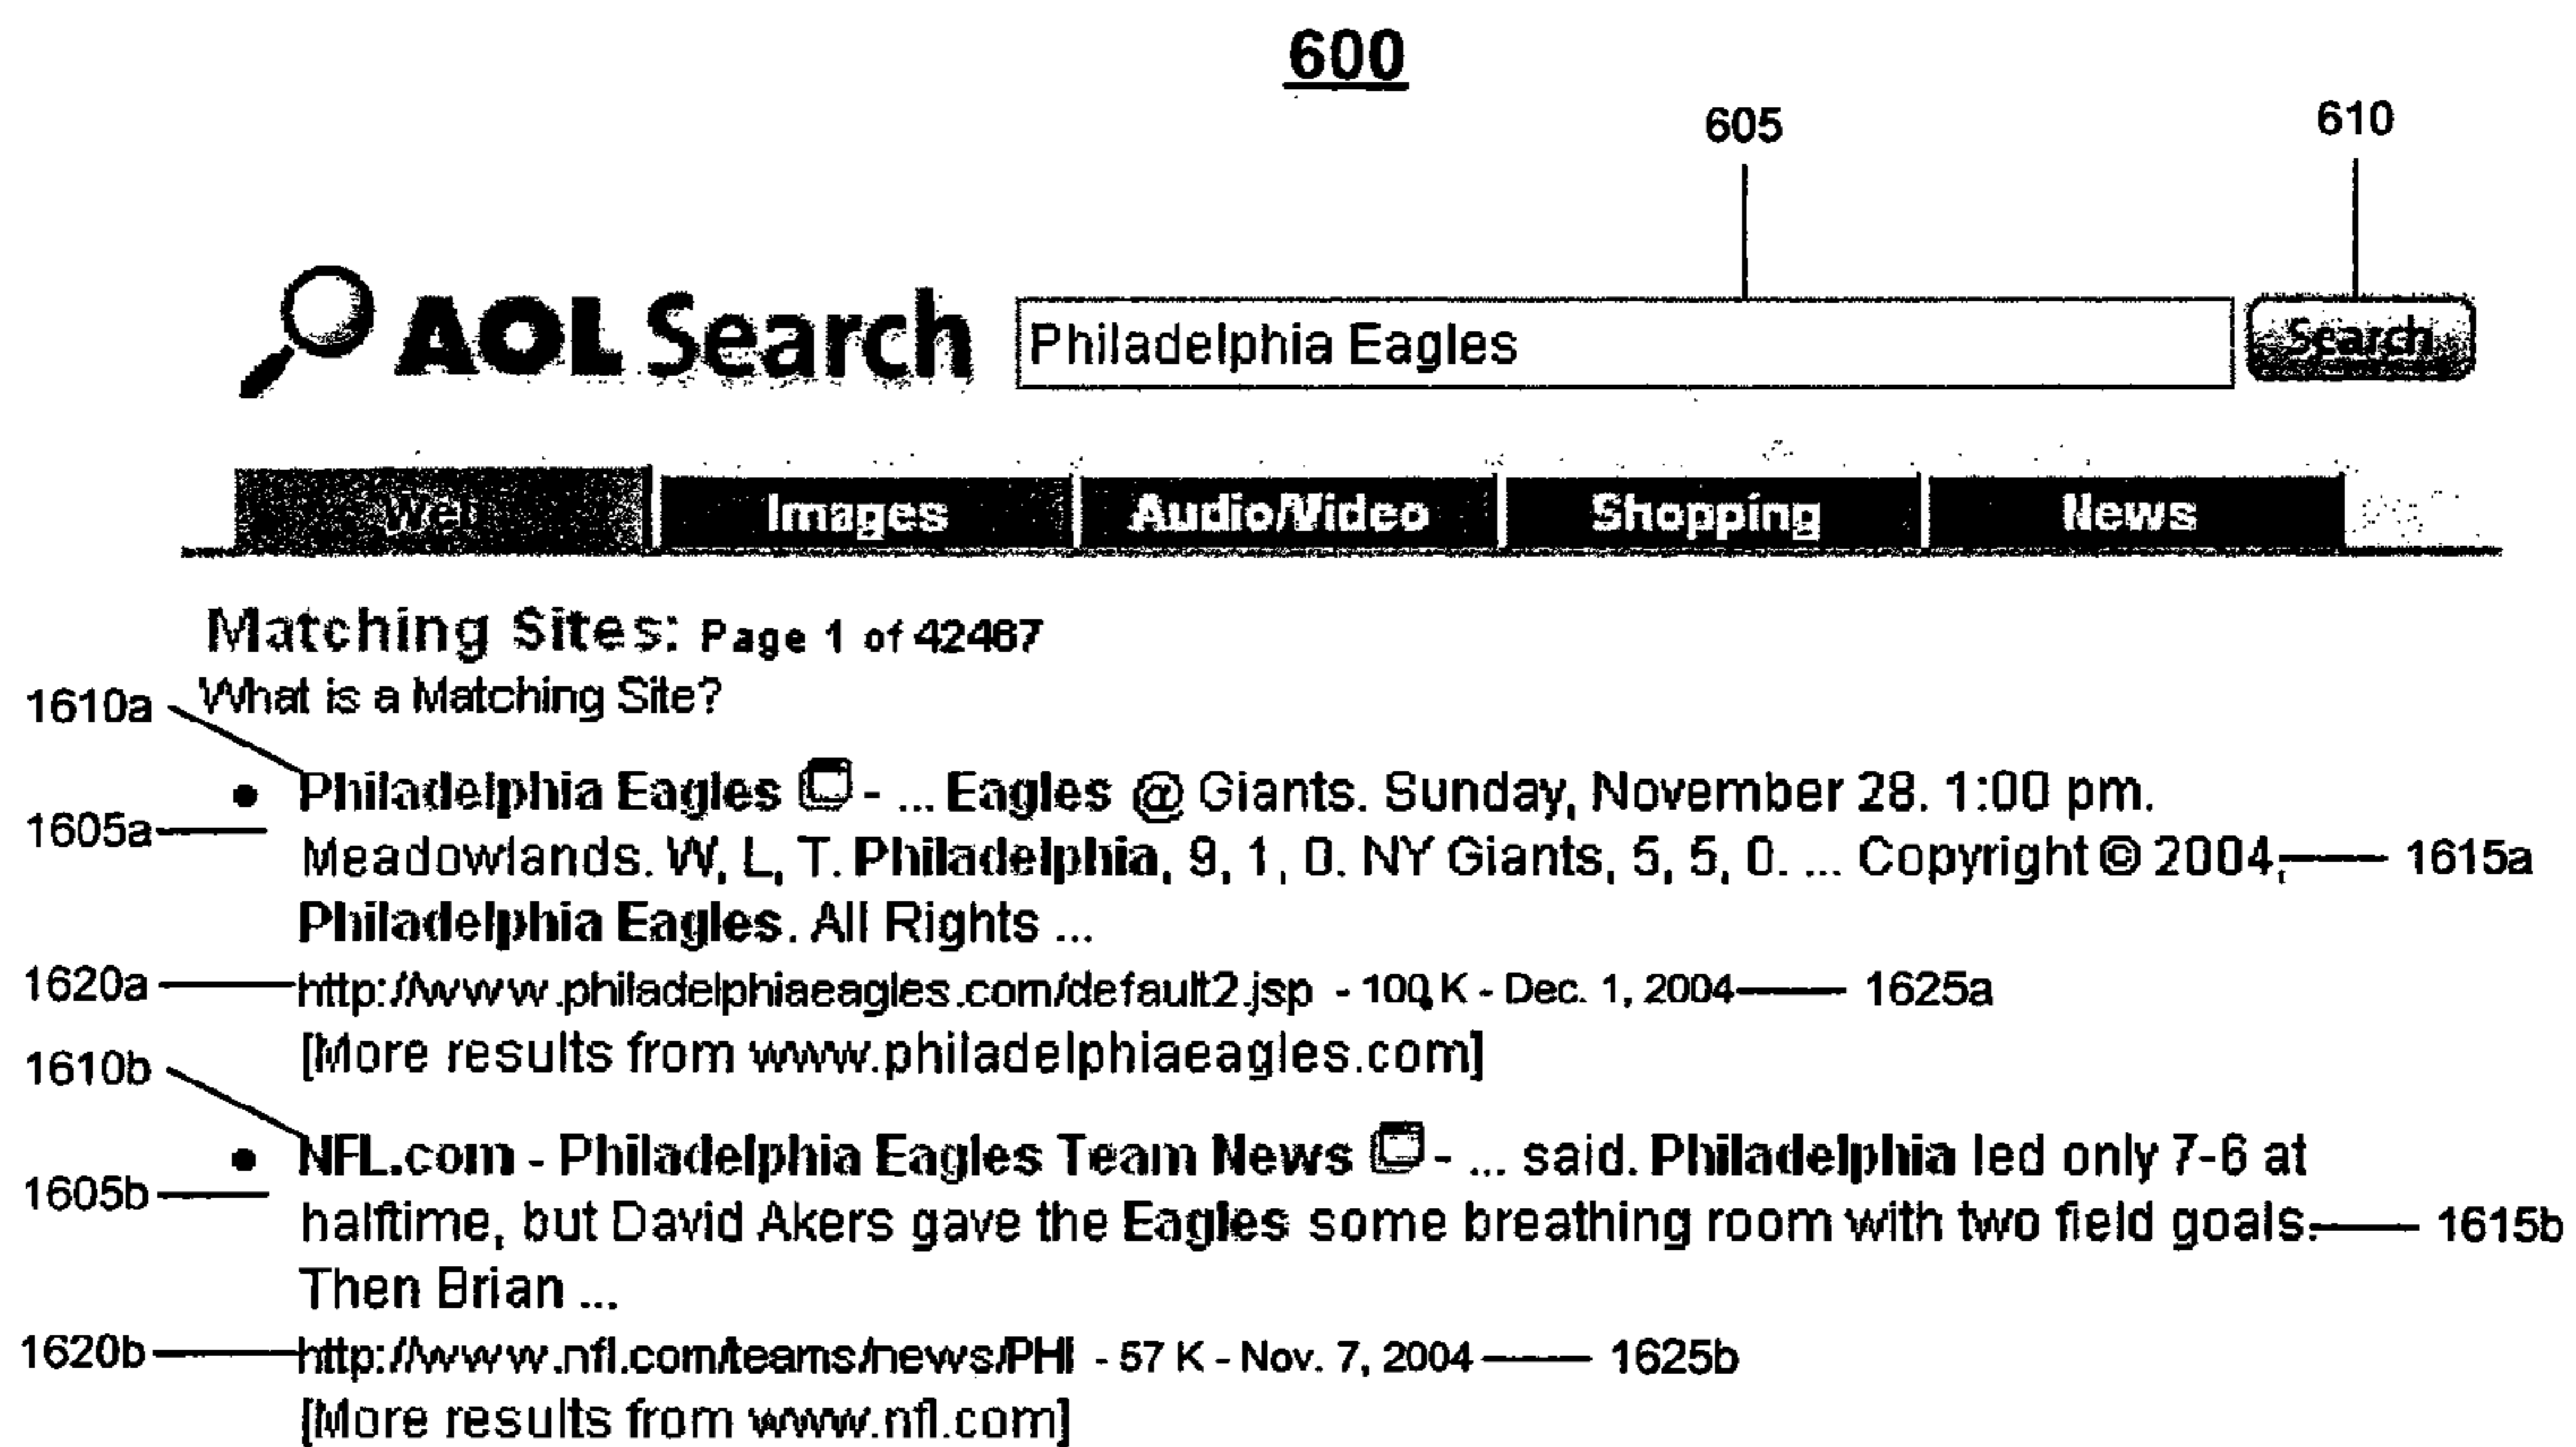 600
605
610
AOL Search
Philadelphia Eagles
Search
Web Images Audio/Video Shopping News
Matching Sites: Page 1 of 42467
1610a What is a Matching Site?
• Philadelphia Eagles - ... Eagles @ Giants. Sunday, November 28. 1:00 pm.
1605a Meadowlands. W, L, T. Philadelphia, 9, 1, 0. NY Giants, 5, 5, 0. ... Copyright © 2004, 1615a
Philadelphia Eagles. All Rights ...
1620a http://www.philadelphiaeagles.com/default2.jsp - 100 K - Dec. 1, 2004 1625a
[More results from www.philadelphiaeagles.com]
1610b
• NFL.com - Philadelphia Eagles Team News - ... said. Philadelphia led only 7-6 at
1605b halftime, but David Akers gave the Eagles some breathing room with two field goals. 1615b
Then Brian ...
1620b http://www.nfl.com/teams/news/PHI - 57 K - Nov. 7, 2004 1625b
[More results from www.nfl.com]